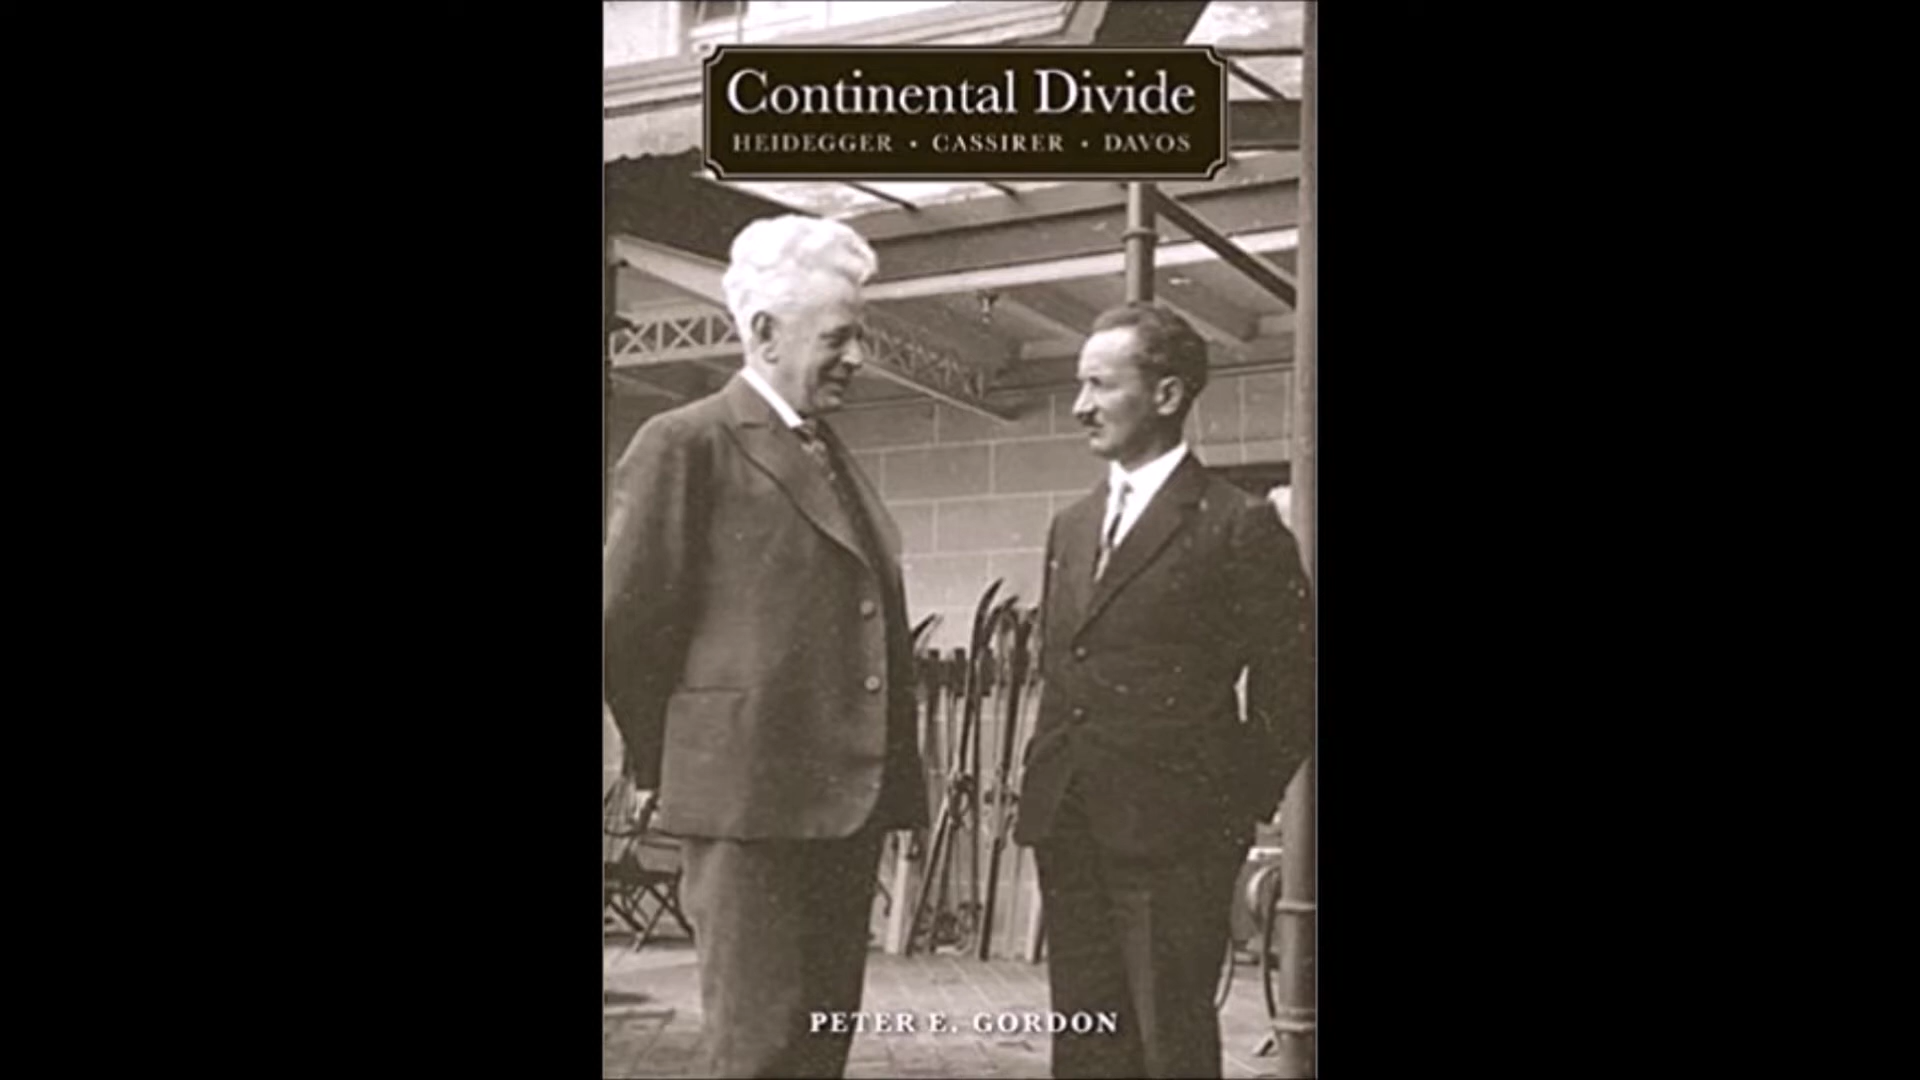 Continental Divide
HEIDEGGER • CASSIRER • DAVOS
PETER E. GORDON